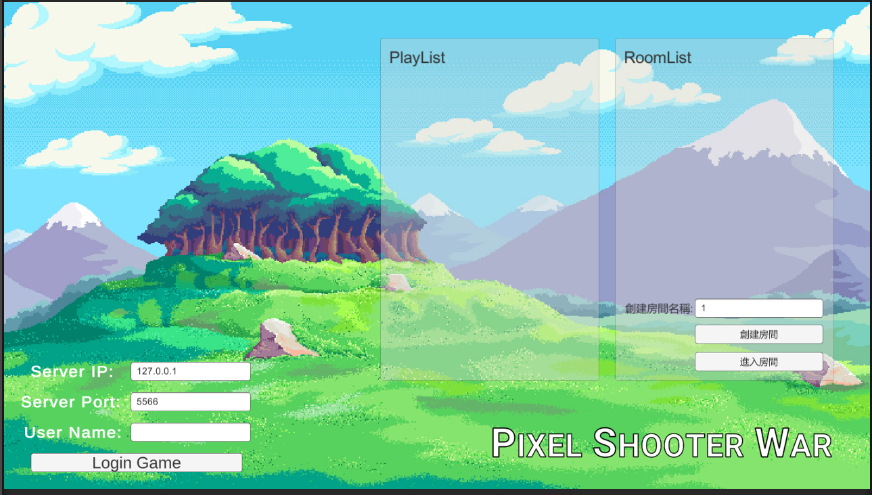 PlayList
RoomList
創建房間名稱: 1
創建房間
進入房間
Server IP: 127.0.0.1
Server Port: 5566
User Name:
Login Game
PIXEL SHOOTER WAR